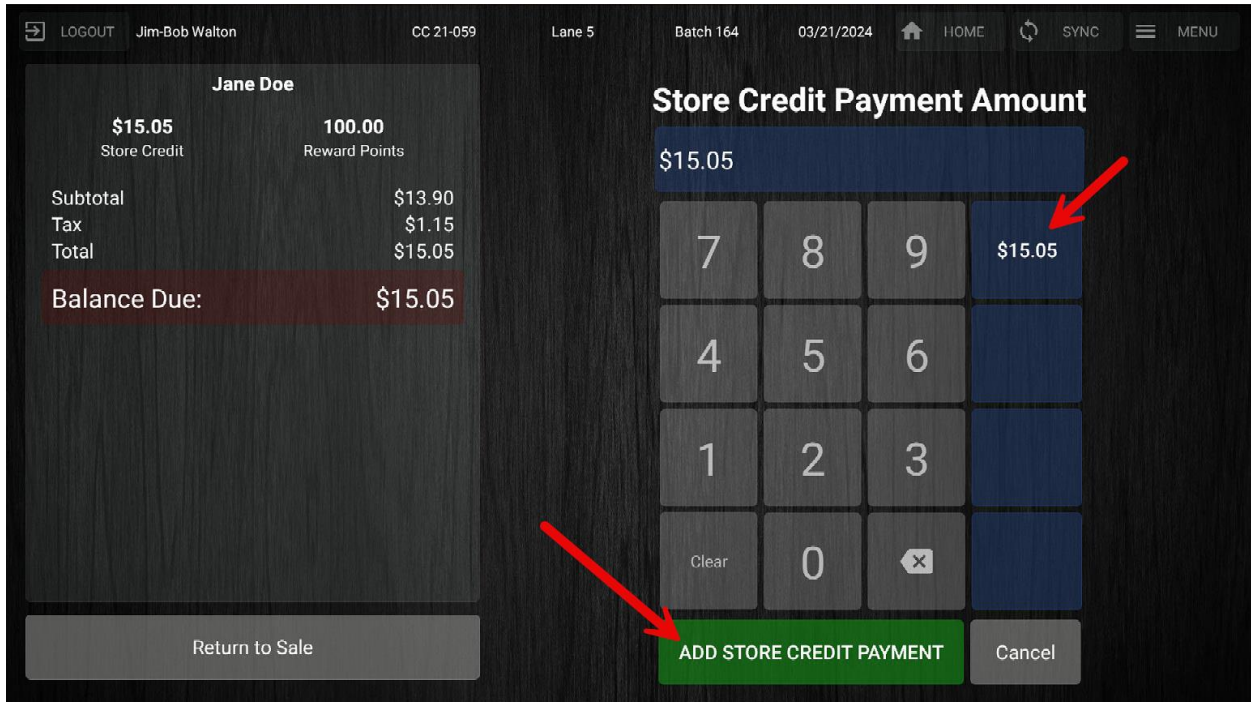 LOGOUT Jim-Bob Walton CC 21-059 Lane 5 Batch 164 03/21/2024 HOME SYNC MENU
Jane Doe
$15.05 100.00
Store Credit Reward Points
Subtotal $13.90
Tax $1.15
Total $15.05
Balance Due: $15.05
Return to Sale
Store Credit Payment Amount
$15.05
7 8 9 $15.05
4 5 6
1 2 3
Clear 0
ADD STORE CREDIT PAYMENT Cancel